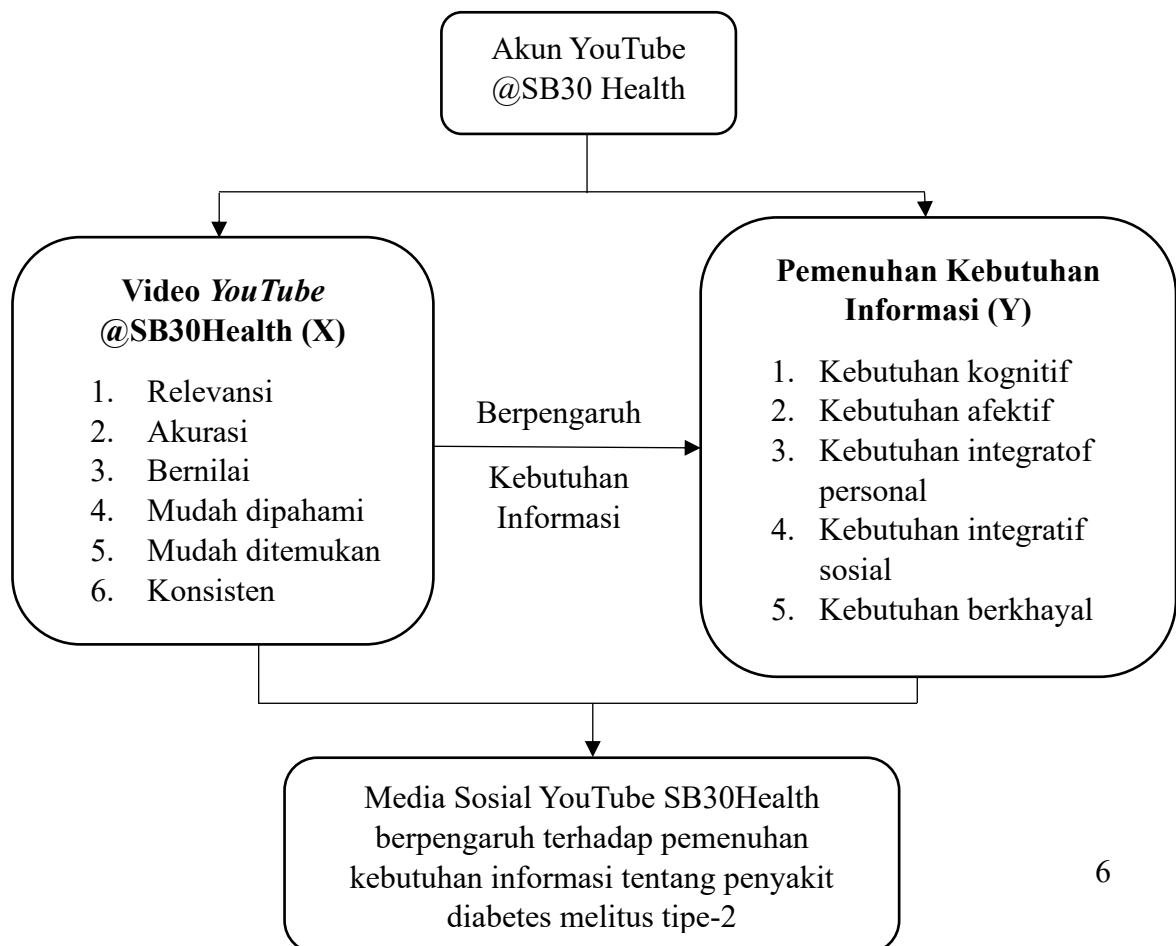 Akun YouTube
@SB30 Health
Video YouTube
@SB30Health (X)
1. Relevansi
2. Akurasi
3. Bernilai
4. Mudah dipahami
5. Mudah ditemukan
6. Konsisten
Berpengaruh
Kebutuhan
Informasi
Pemenuhan Kebutuhan
Informasi (Y)
1. Kebutuhan kognitif
2. Kebutuhan afektif
3. Kebutuhan integratof
personal
4. Kebutuhan integratif
sosial
5. Kebutuhan berkhayal
Media Sosial YouTube SB30Health
berpengaruh terhadap pemenuhan
kebutuhan informasi tentang penyakit
diabetes melitus tipe-2
6